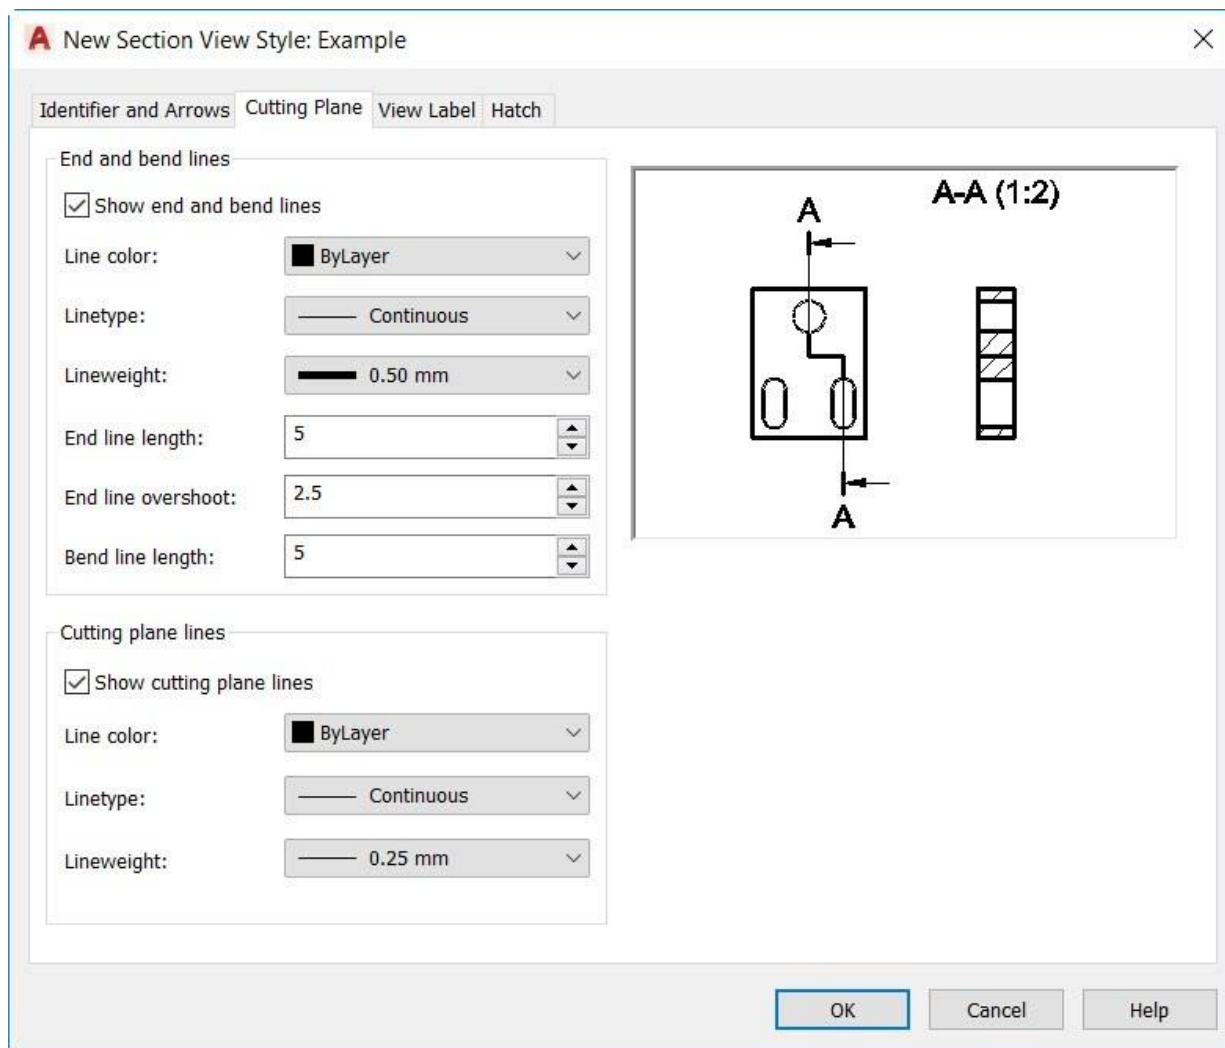 New Section View Style: Example
Identifier and Arrows Cutting Plane View Label Hatch
End and bend lines
Show end and bend lines
Line color: ByLayer
Linetype: Continuous
Lineweight: 0.50 mm
End line length: 5
End line overshoot: 2.5
Bend line length: 5
Cutting plane lines
Show cutting plane lines
Line color: ByLayer
Linetype: Continuous
Lineweight: 0.25 mm
A-A (1:2)
A
A
OK Cancel Help